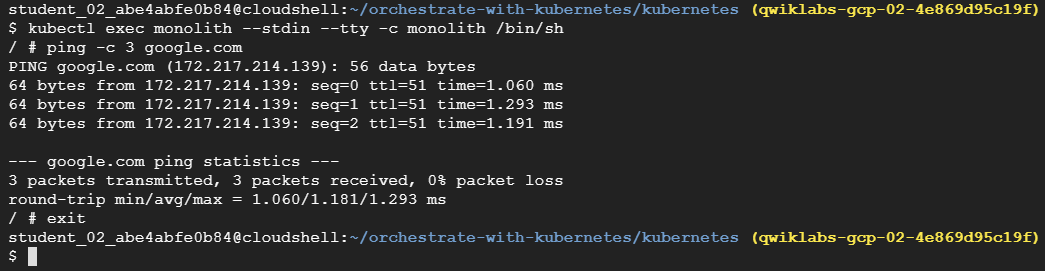 student_02_abe4abfe0b84@cloudshell:~/orchestrate-with-kubernetes/kubernetes (qwiklabs-gcp-02-4e869d95c19f)
$ kubectl exec monolith --stdin --tty -c monolith /bin/sh
/ # ping -c 3 google.com
PING google.com (172.217.214.139): 56 data bytes
64 bytes from 172.217.214.139: seq=0 ttl=51 time=1.060 ms
64 bytes from 172.217.214.139: seq=1 ttl=51 time=1.293 ms
64 bytes from 172.217.214.139: seq=2 ttl=51 time=1.191 ms

--- google.com ping statistics ---
3 packets transmitted, 3 packets received, 0% packet loss
round-trip min/avg/max = 1.060/1.181/1.293 ms
/ # exit
student_02_abe4abfe0b84@cloudshell:~/orchestrate-with-kubernetes/kubernetes (qwiklabs-gcp-02-4e869d95c19f)
$